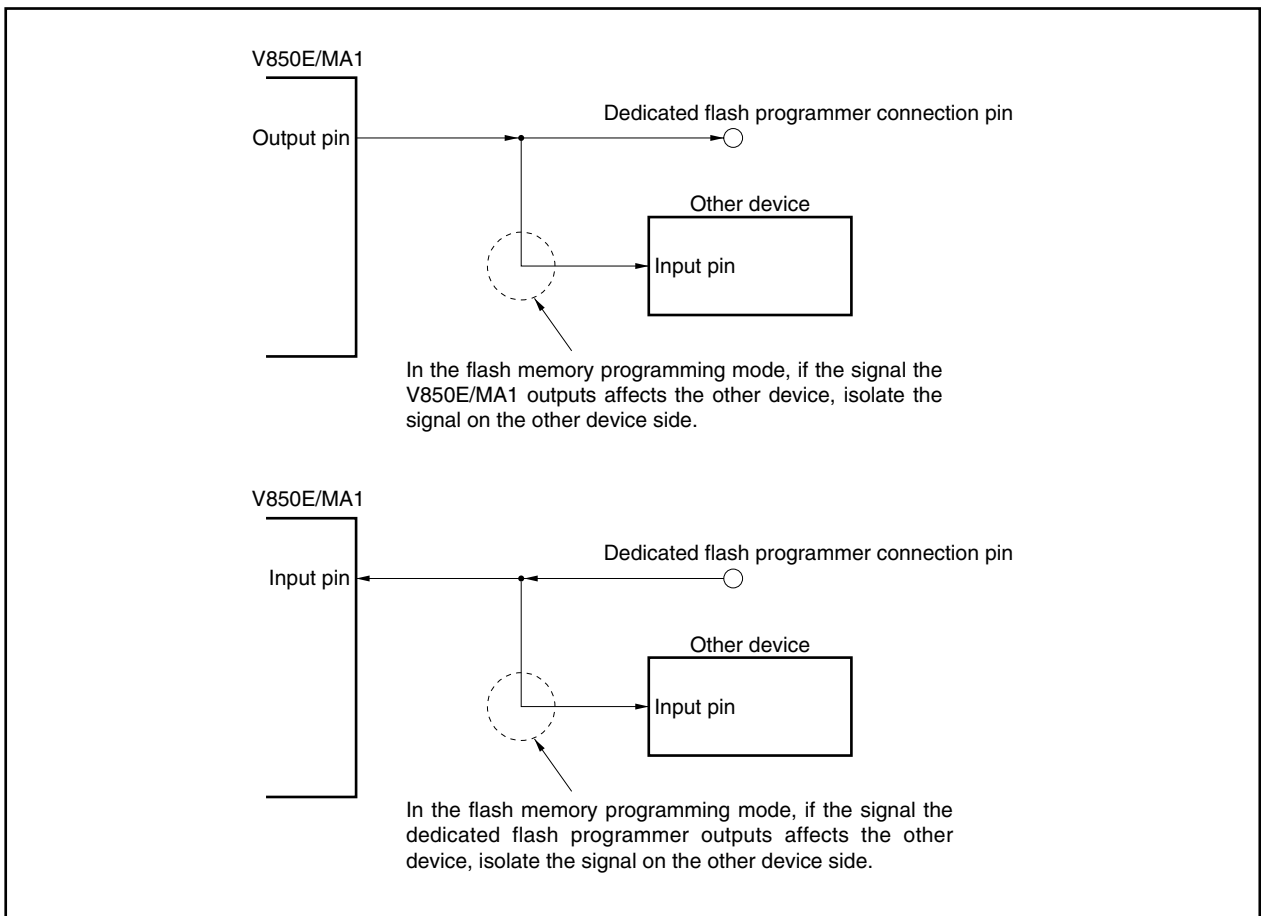 V850E/MA1
Dedicated flash programmer connection pin
Output pin
Other device
Input pin
In the flash memory programming mode, if the signal the
V850E/MA1 outputs affects the other device, isolate the
signal on the other device side.
V850E/MA1
Dedicated flash programmer connection pin
Input pin
Other device
Input pin
In the flash memory programming mode, if the signal the
dedicated flash programmer outputs affects the other
device, isolate the signal on the other device side.